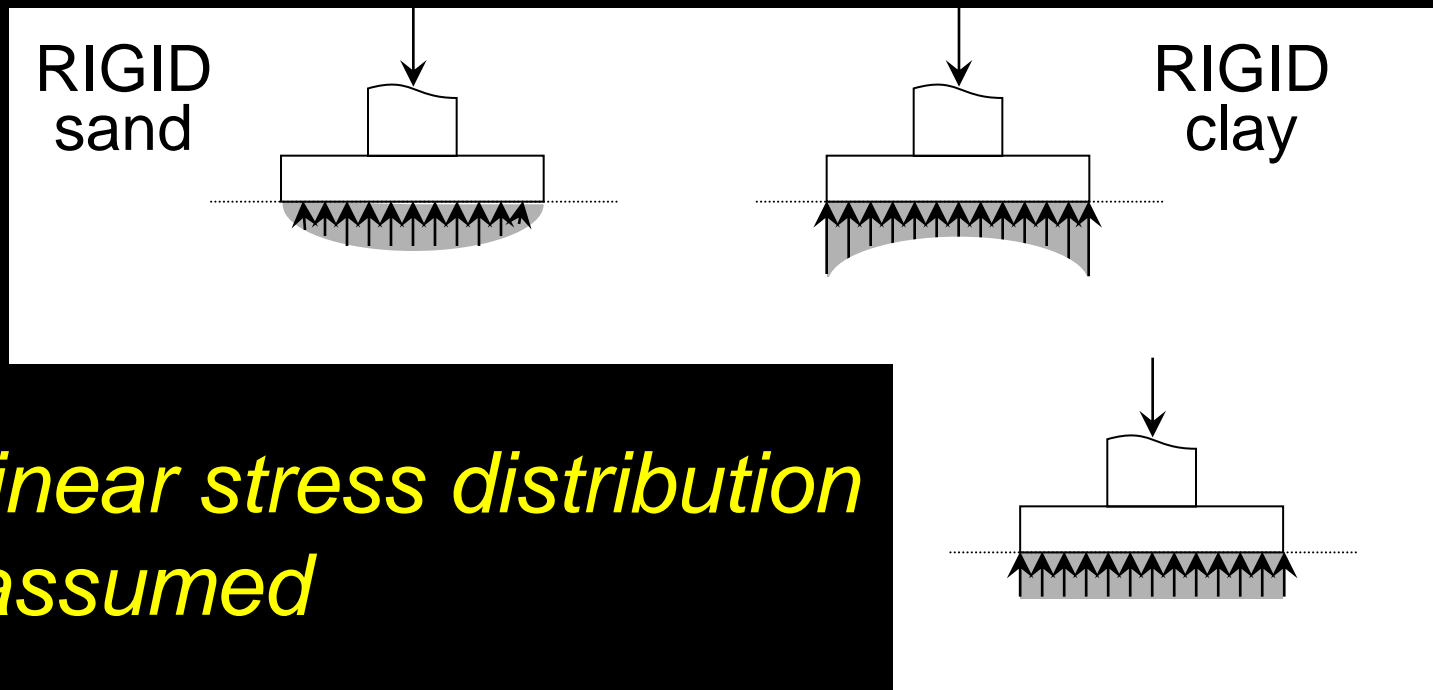 RIGID
sand
RIGID
clay
inear stress distribution
assumed